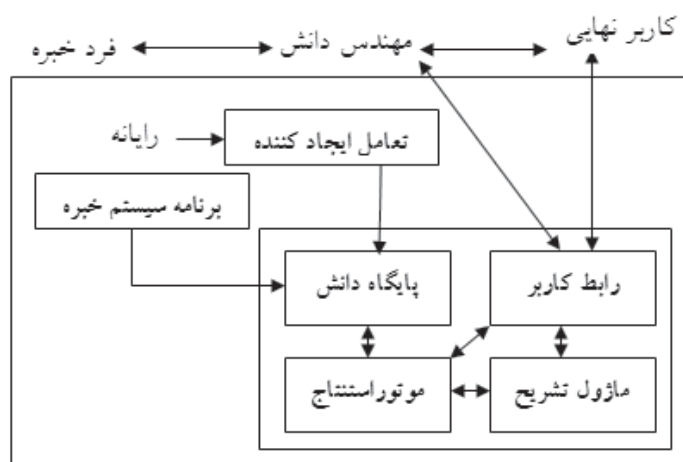 کاربر نهایی
مهندس دانش
فرد خبره
تعامل ایجاد کننده
رایانه
برنامه سیستم خبره
رابط کاربر
پایگاه دانش
ماژول تشریح
موتوراستنتاج